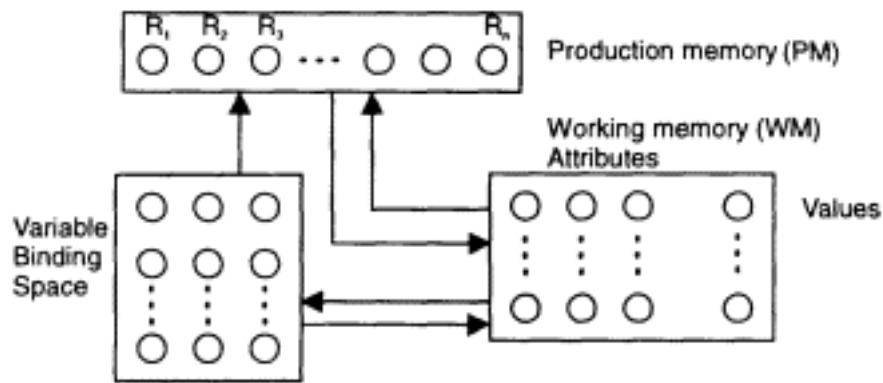 R₁ R₂ R₃ Rₙ
Production memory (PM)
Working memory (WM)
Attributes
Variable
Binding
Space
Values